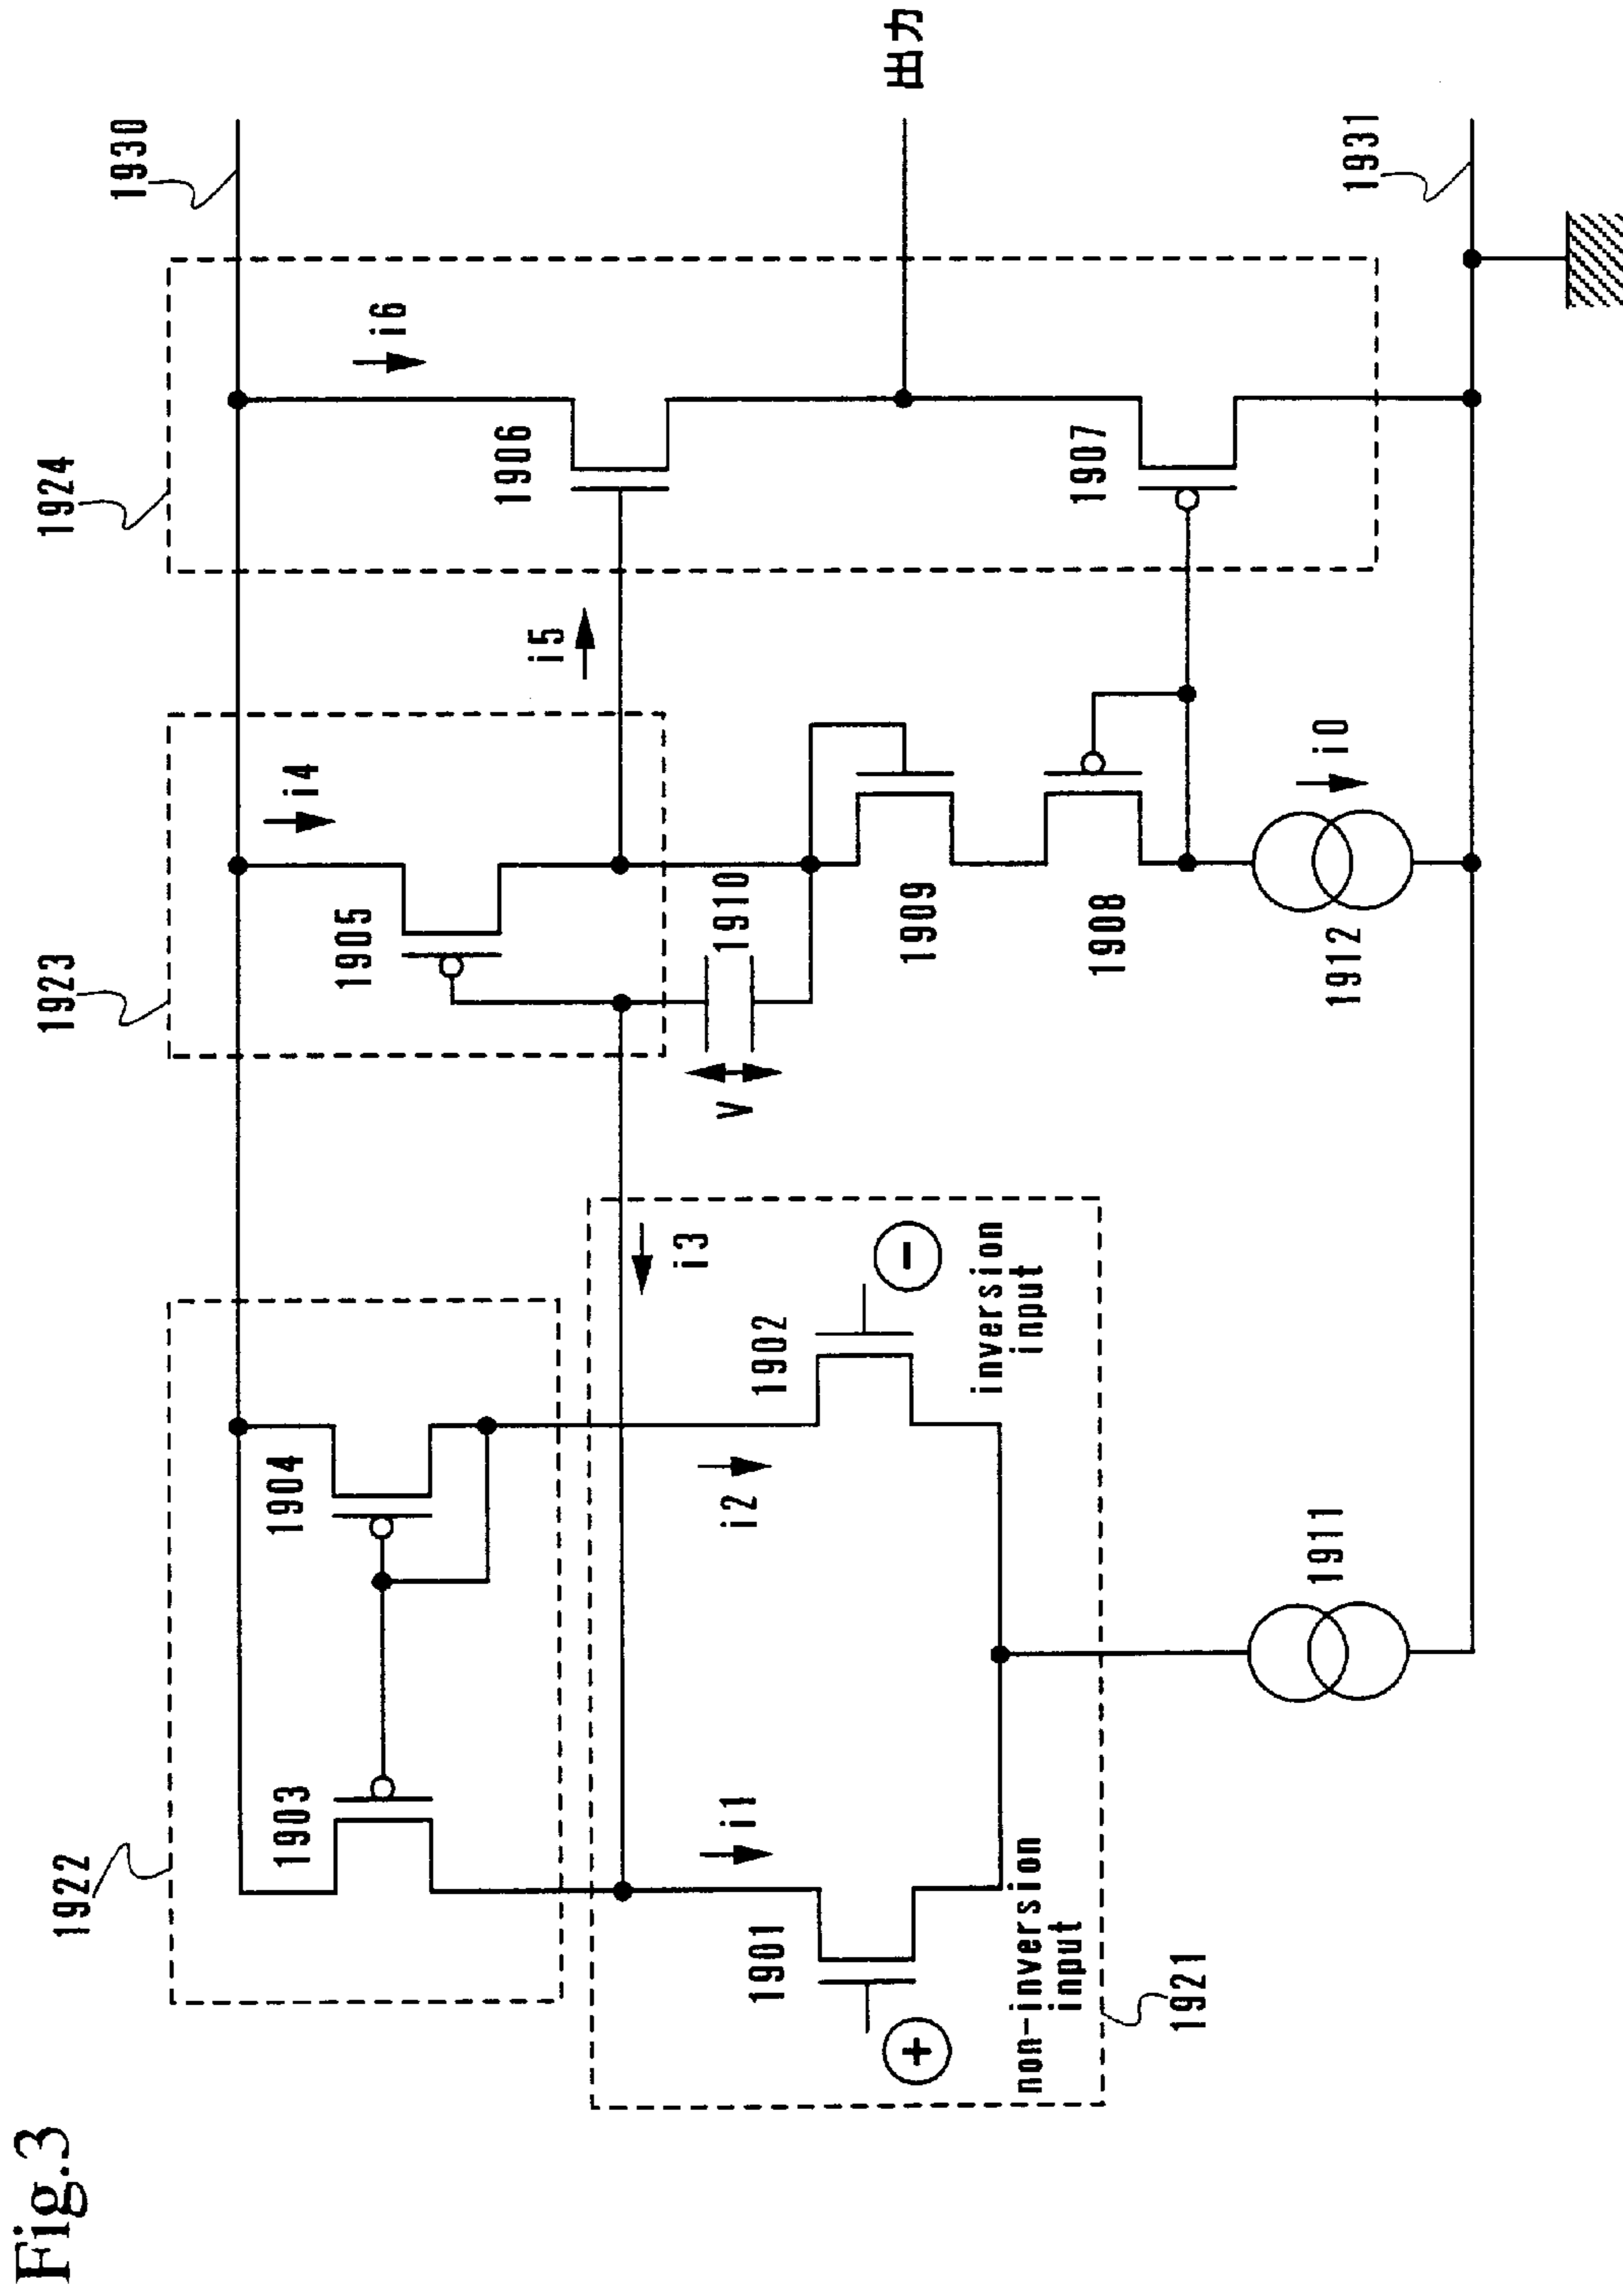 Fig.3
1922
1923
1924
1930
1903
1904
1905
i4
i6
i5
1906
i3
V
1910
i1
i2
1901
1902
1909
出力
+
−
non-inversion
input
inversion
input
1908
1907
1921
1911
1912
i0
1931